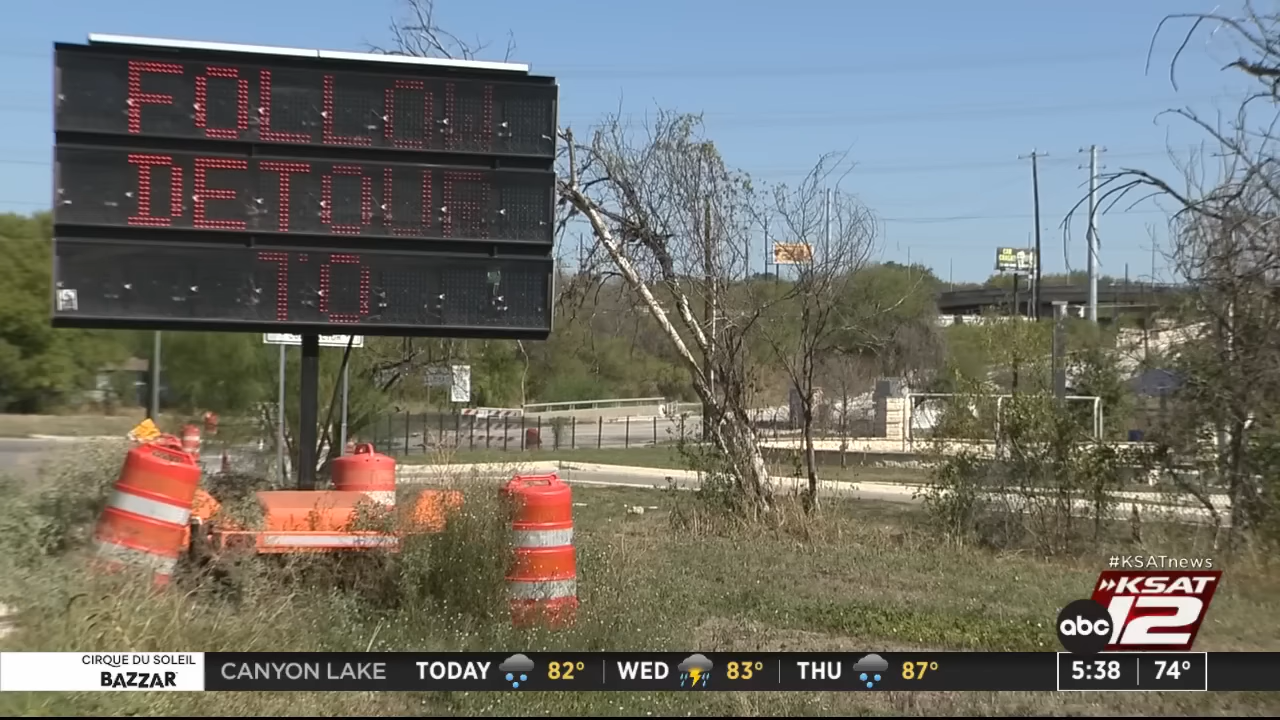 FOLLOW
DETOUR
TO
#KSATnews
KSAT
abc 12
CIRQUE DU SOLEIL
BAZZAR
CANYON LAKE TODAY 82° WED 83° THU 87° 5:38 74°